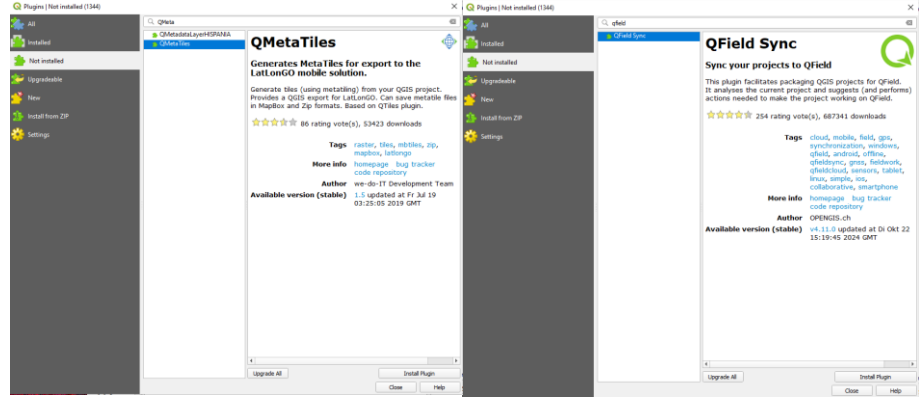 Plugins | Not installed (1344)
All
Installed
Not installed
Upgradeable
New
Install from ZIP
Settings
QMeta
QMetadataLayerHISPANIA
QMetaTiles
QMetaTiles
Generates MetaTiles for export to the
LatLonGO mobile solution.
Generate tiles (using metatiling) from your QGIS project.
Provides a QGIS export for LatLonGO. Can save metatile files
in MapBox and Zip formats. Based on QTiles plugin.
86 rating vote(s), 53423 downloads
Tags raster, tiles, mbtiles, zip,
mapbox, latlongo
More info homepage bug tracker
code repository
Author we-do-IT Development Team
Available version (stable) 1.5 updated at Fr Jul 19
03:25:05 2019 GMT
Upgrade All
Install Plugin
Close
Help
Plugins | Not installed (1344)
All
Installed
Not installed
Upgradeable
New
Install from ZIP
Settings
qfield
QField Sync
QField Sync
Sync your projects to QField
This plugin facilitates packaging QGIS projects for QField.
It analyses the current project and suggests (and performs)
actions needed to make the project working on QField.
254 rating vote(s), 687341 downloads
Tags cloud, mobile, field, gps,
synchronization, windows,
qfield, android, offline,
qfieldsync, gnss, fieldwork,
qfieldcloud, sensors, tablet,
linux, simple, ios,
collaborative, smartphone
More info homepage bug tracker
code repository
Author OPENGIS.ch
Available version (stable) v4.11.0 updated at Di Okt 22
15:19:45 2024 GMT
Upgrade All
Install Plugin
Close
Help